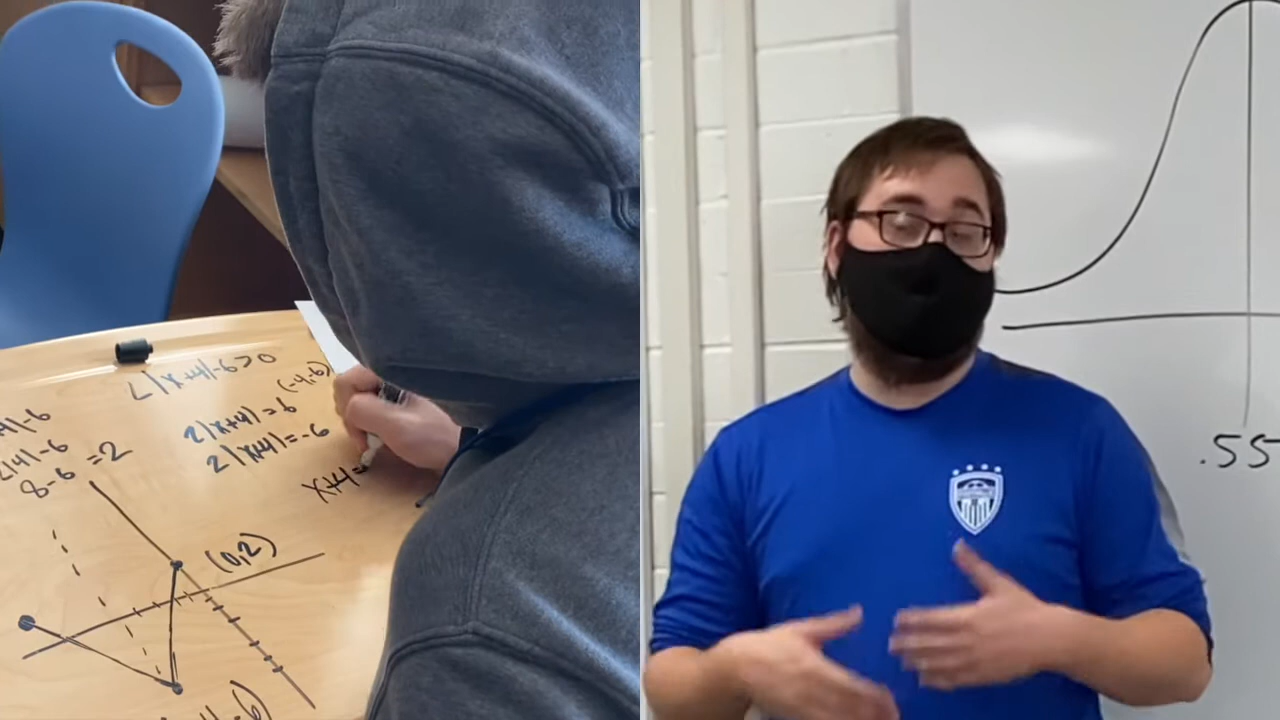 2|x+4|-6>0
(-4,-6)
2|x+4|=6
2|x+4|=-6
x+4=
4|-6
2|4|-6
8-6=2
(0,2)
-6)
.55